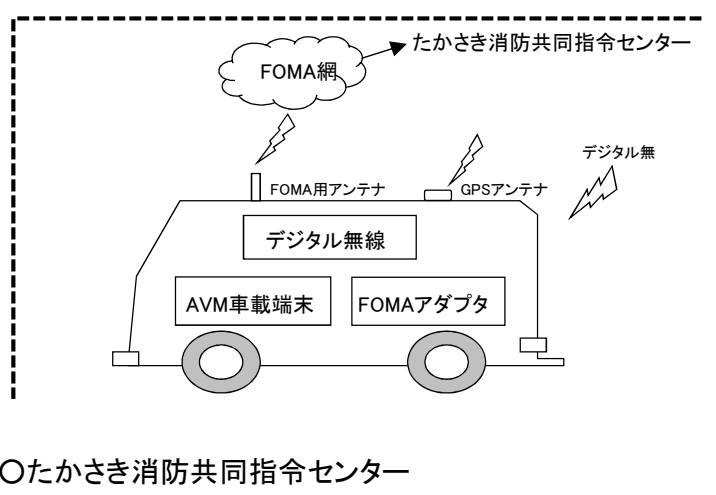 たかさき消防共同指令センター
FOMA網
デジタル無
FOMA用アンテナ
GPSアンテナ
デジタル無線
AVM車載端末
FOMAアダプタ
〇たかさき消防共同指令センター